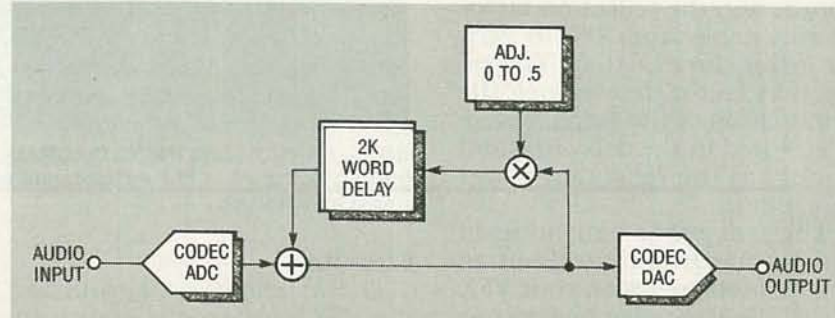 ADJ.
0 TO .5
2K
WORD
DELAY
×
AUDIO
INPUT
CODEC
ADC
+
CODEC
DAC
AUDIO
OUTPUT